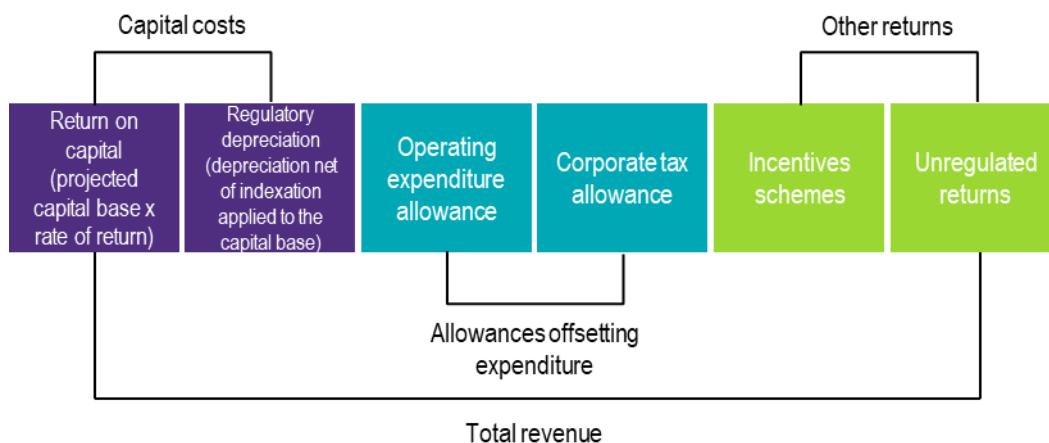 Capital costs
Other returns
Return on
capital
(projected
capital base x
rate of return)
Regulatory
depreciation
(depreciation net
of indexation
applied to the
capital base)
Operating
expenditure
allowance
Corporate tax
allowance
Incentives
schemes
Unregulated
returns
Allowances offsetting
expenditure
Total revenue